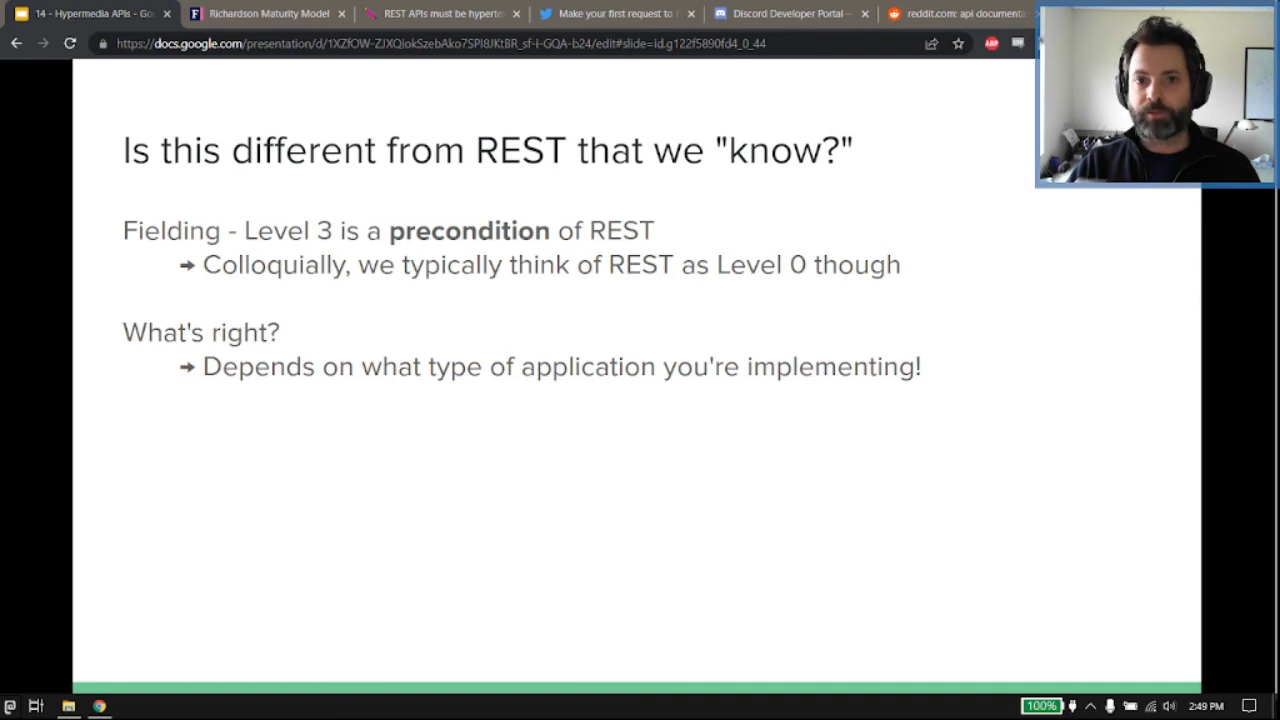 14 - Hypermedia APIs - Go
Richardson Maturity Model
REST APIs must be hyperte
Make your first request to t
Discord Developer Portal —
reddit.com: api documenta
https://docs.google.com/presentation/d/1XZfOW-ZJXQiokSzebAko7SPI8JKtBR_sf-i-GQA-b24/edit#slide=id.g122f5890fd4_0_44
ABP
Is this different from REST that we "know?"
Fielding - Level 3 is a precondition of REST
➔ Colloquially, we typically think of REST as Level 0 though
What's right?
➔ Depends on what type of application you're implementing!
100%
2:49 PM